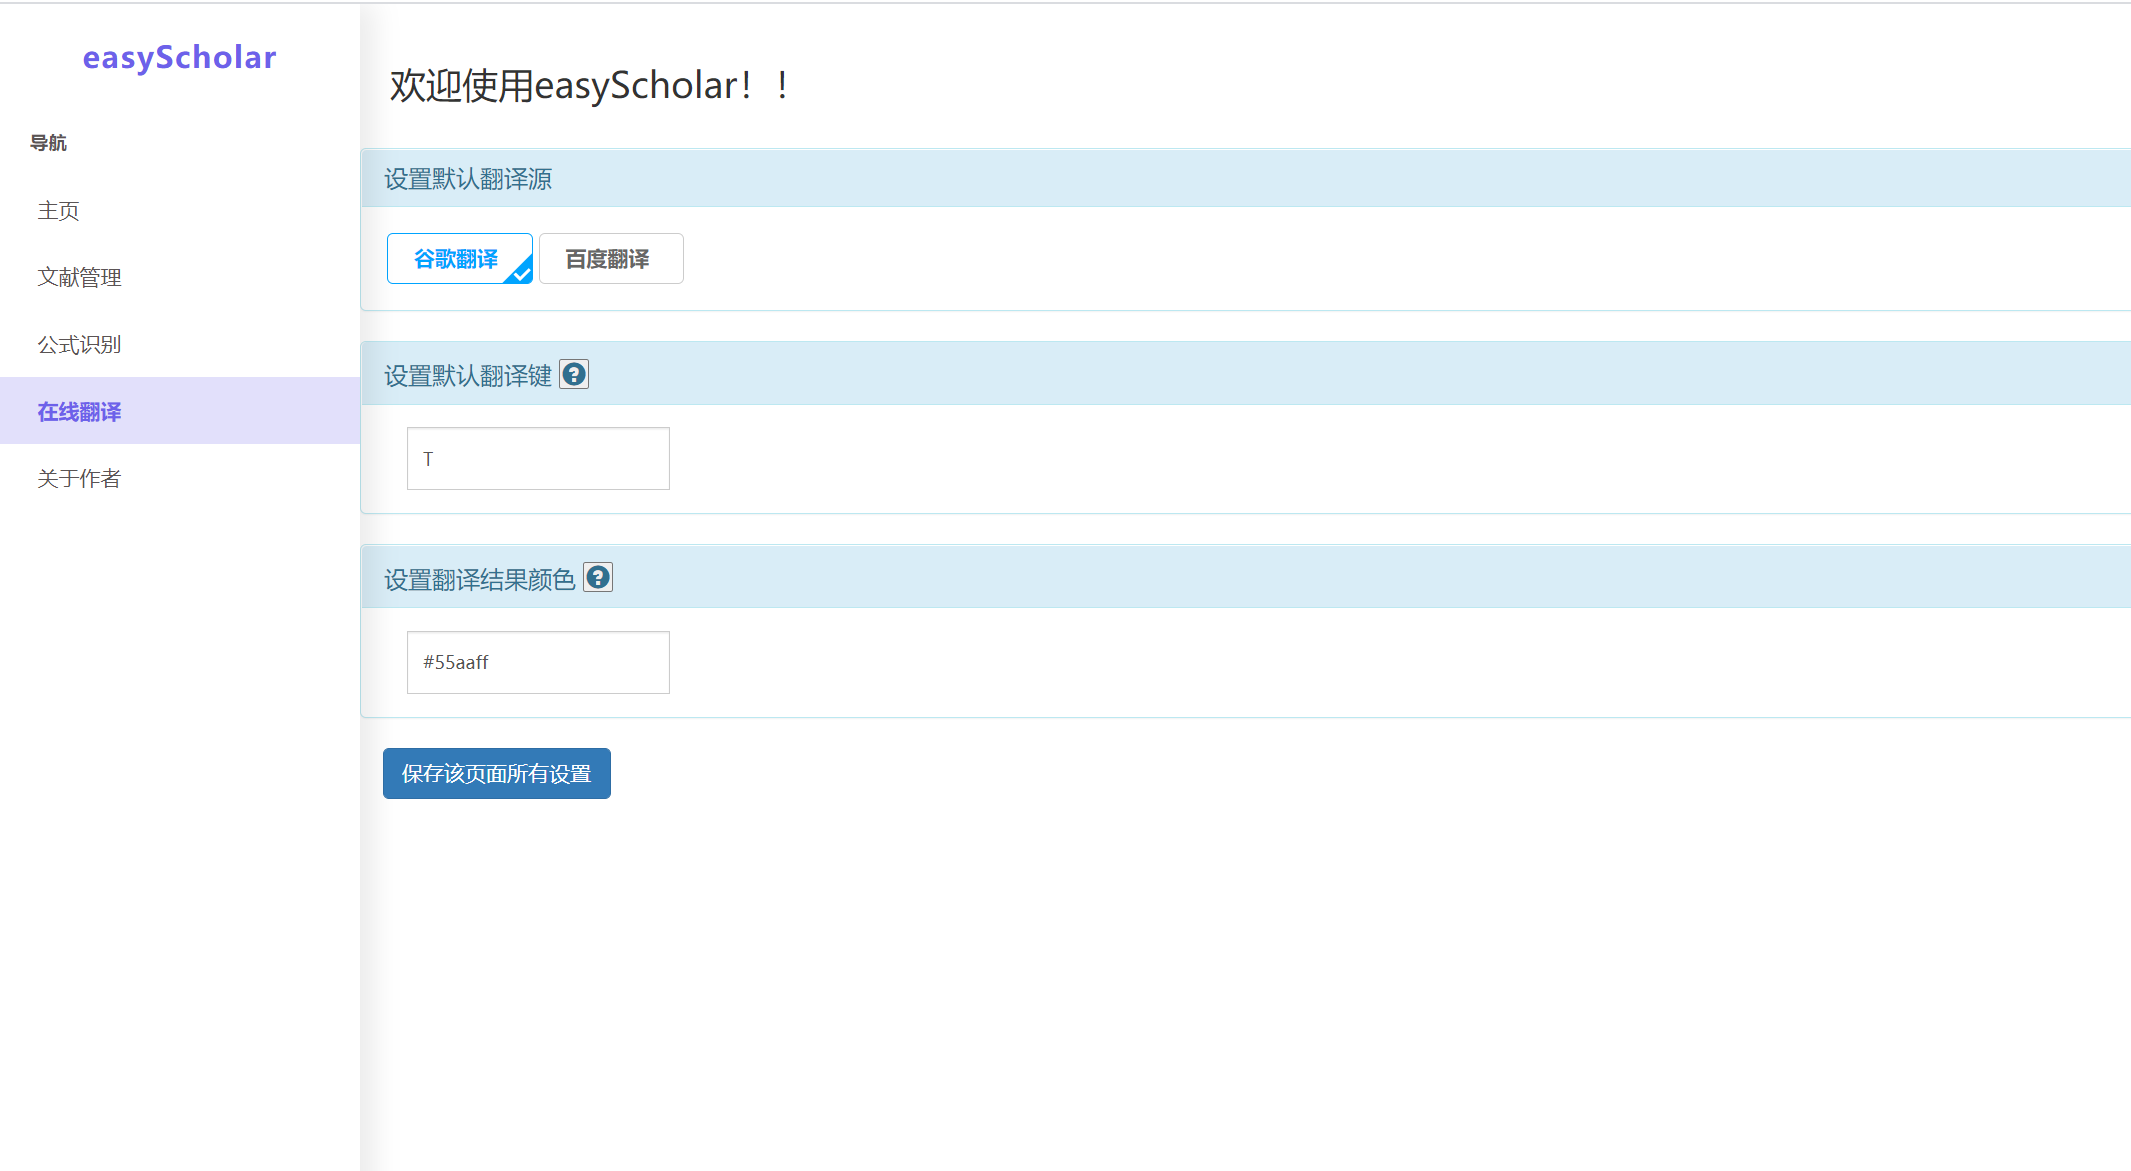 easyScholar
导航
主页
文献管理
公式识别
在线翻译
关于作者
欢迎使用easyScholar！！
设置默认翻译源
谷歌翻译 百度翻译
设置默认翻译键 ?
T
设置翻译结果颜色 ?
#55aaff
保存该页面所有设置